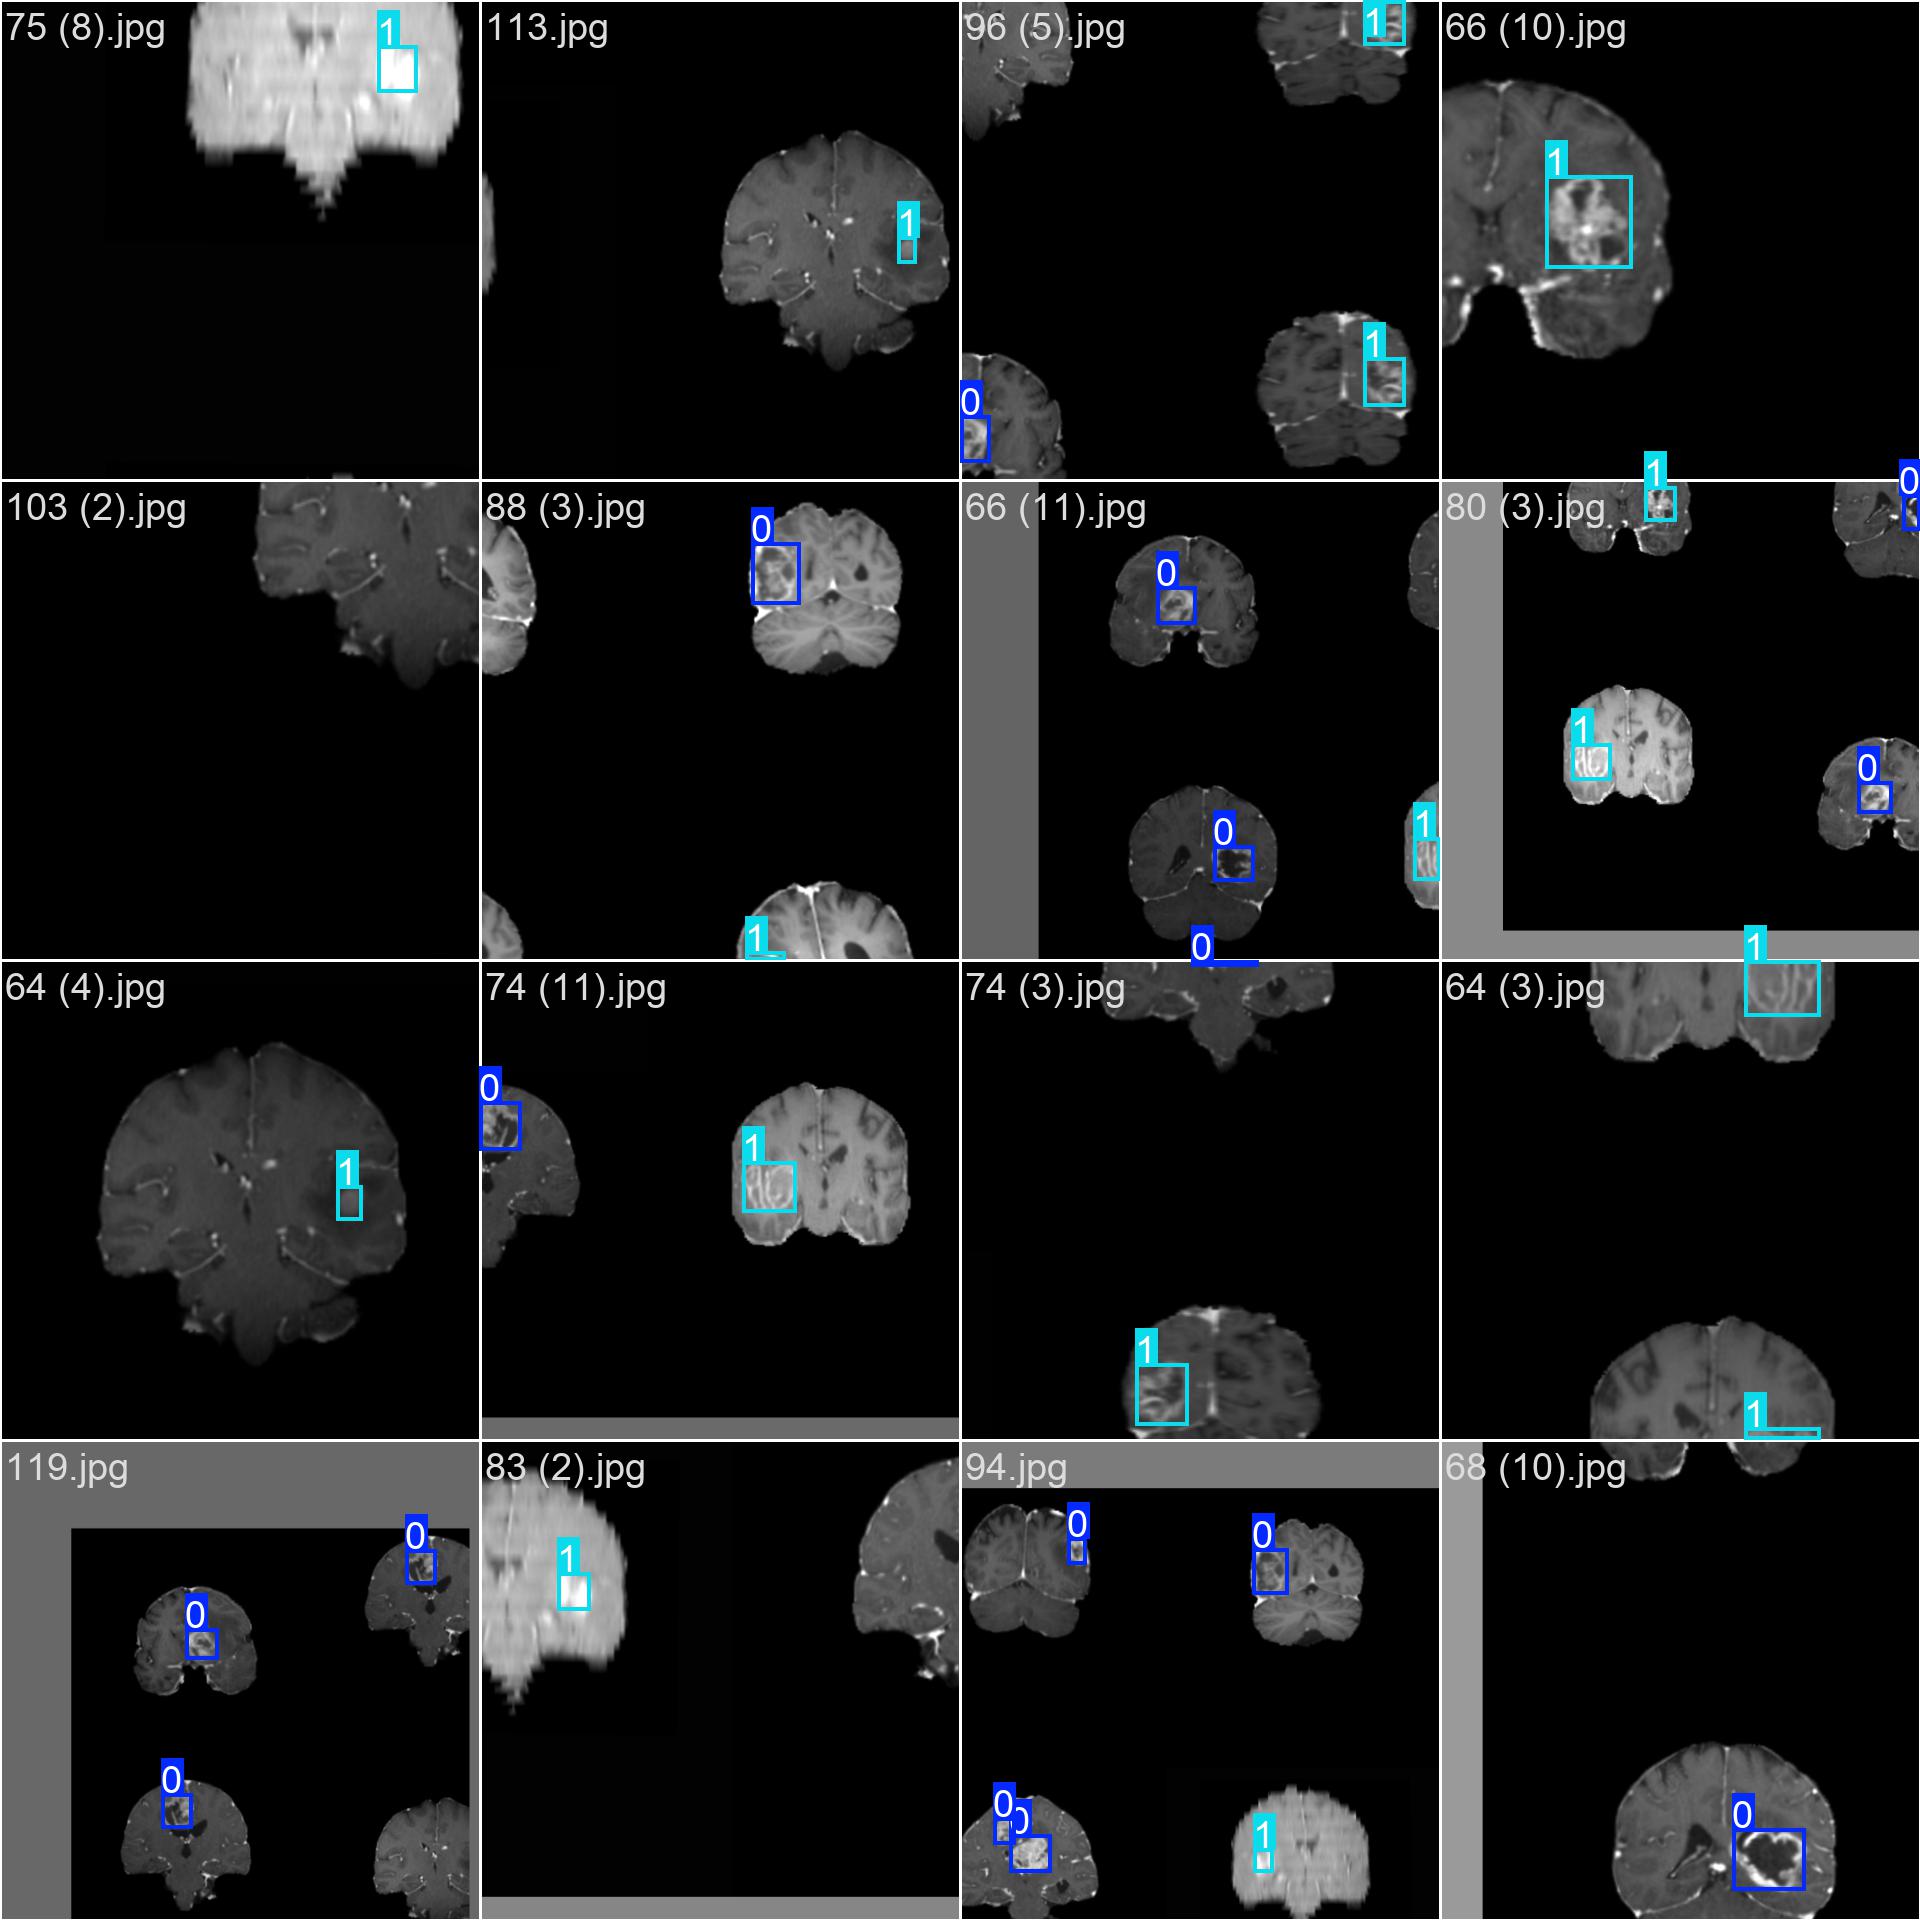 75 (8).jpg
1
113.jpg
1
96 (5).jpg
1
1
0
66 (10).jpg
1
103 (2).jpg
88 (3).jpg
0
1
66 (11).jpg
0
0
1
0
80 (3).jpg
1
0
1
0
1
64 (4).jpg
1
74 (11).jpg
0
1
74 (3).jpg
1
64 (3).jpg
1
119.jpg
0
0
0
83 (2).jpg
1
94.jpg
0
0
0
0
1
68 (10).jpg
0